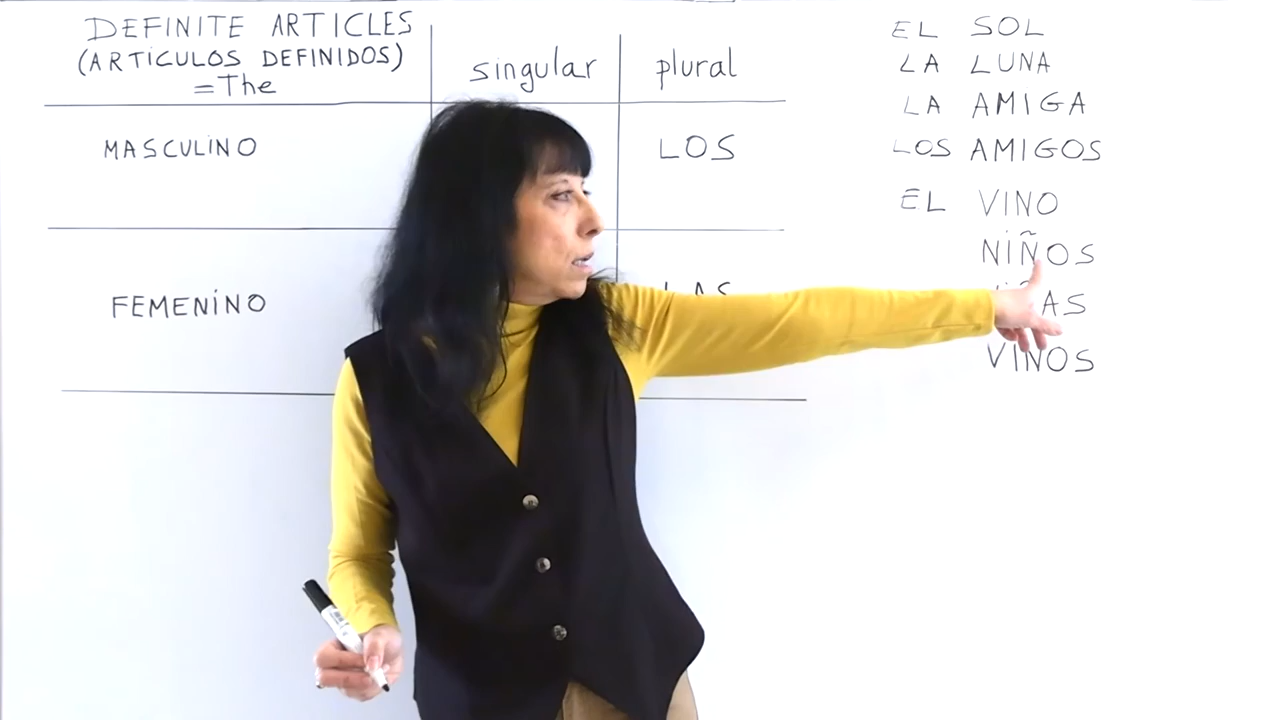 DEFINITE ARTICLES
(ARTICULOS DEFINIDOS)
=The
singular
plural
MASCULINO
LOS
FEMENINO
LAS
EL SOL
LA LUNA
LA AMIGA
LOS AMIGOS
EL VINO
NIÑOS
VINOS